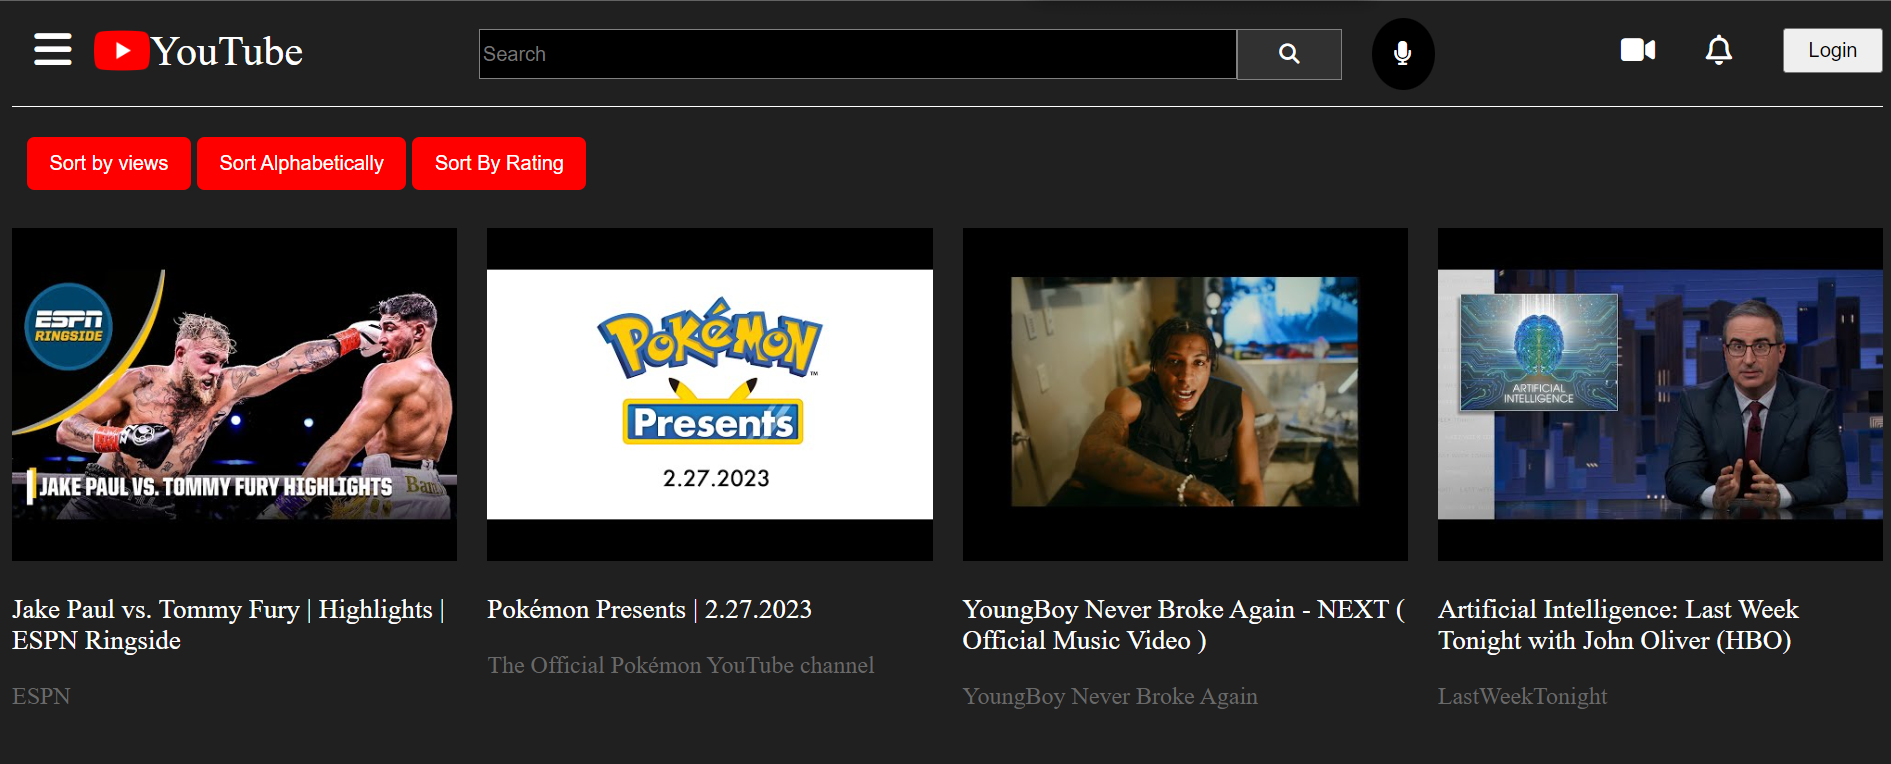 YouTube
Search
Login
Sort by views
Sort Alphabetically
Sort By Rating
ESPN
RINGSIDE
JAKE PAUL VS. TOMMY FURY HIGHLIGHTS
POKéMON
TM
Presents
2.27.2023
ARTIFICIAL
INTELLIGENCE
Jake Paul vs. Tommy Fury | Highlights |
ESPN Ringside
ESPN
Pokémon Presents | 2.27.2023
The Official Pokémon YouTube channel
YoungBoy Never Broke Again - NEXT (
Official Music Video )
YoungBoy Never Broke Again
Artificial Intelligence: Last Week
Tonight with John Oliver (HBO)
LastWeekTonight